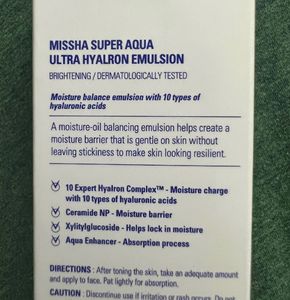 MISSHA SUPER AQUA
ULTRA HYALRON EMULSION
BRIGHTENING / DERMATOLOGICALLY TESTED
Moisture balance emulsion with 10 types of
hyaluronic acids
A moisture-oil balancing emulsion helps create a
moisture barrier that is gentle on skin without
leaving stickiness to make skin looking resilient.
10 Expert Hyalron Complex™ - Moisture charge
with 10 types of hyaluronic acids
Ceramide NP - Moisture barrier
Xylitylglucoside - Helps lock in moisture
Aqua Enhancer - Absorption process
DIRECTIONS : After toning the skin, take an adequate amount
and apply to face. Pat lightly for absorption.
CAUTION : Discontinue use if irritation or rash occurs. Do not